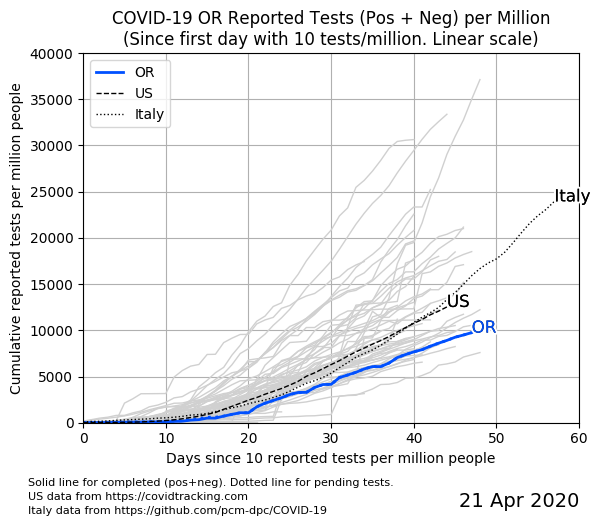 COVID-19 OR Reported Tests (Pos + Neg) per Million
(Since first day with 10 tests/million. Linear scale)
Cumulative reported tests per million people
40000
35000
30000
25000
20000
15000
10000
5000
0
OR
US
Italy
Italy
US
OR
0 10 20 30 40 50 60
Days since 10 reported tests per million people
Solid line for completed (pos+neg). Dotted line for pending tests.
US data from https://covidtracking.com
Italy data from https://github.com/pcm-dpc/COVID-19
21 Apr 2020